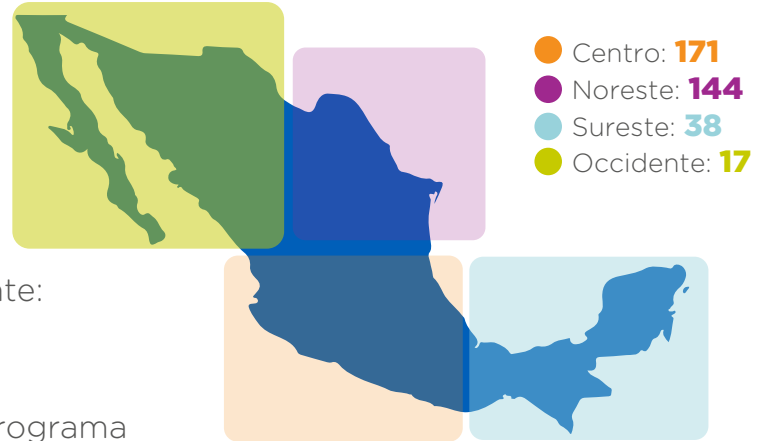 Centro: 171
Noreste: 144
Sureste: 38
Occidente: 17
te:
rograma